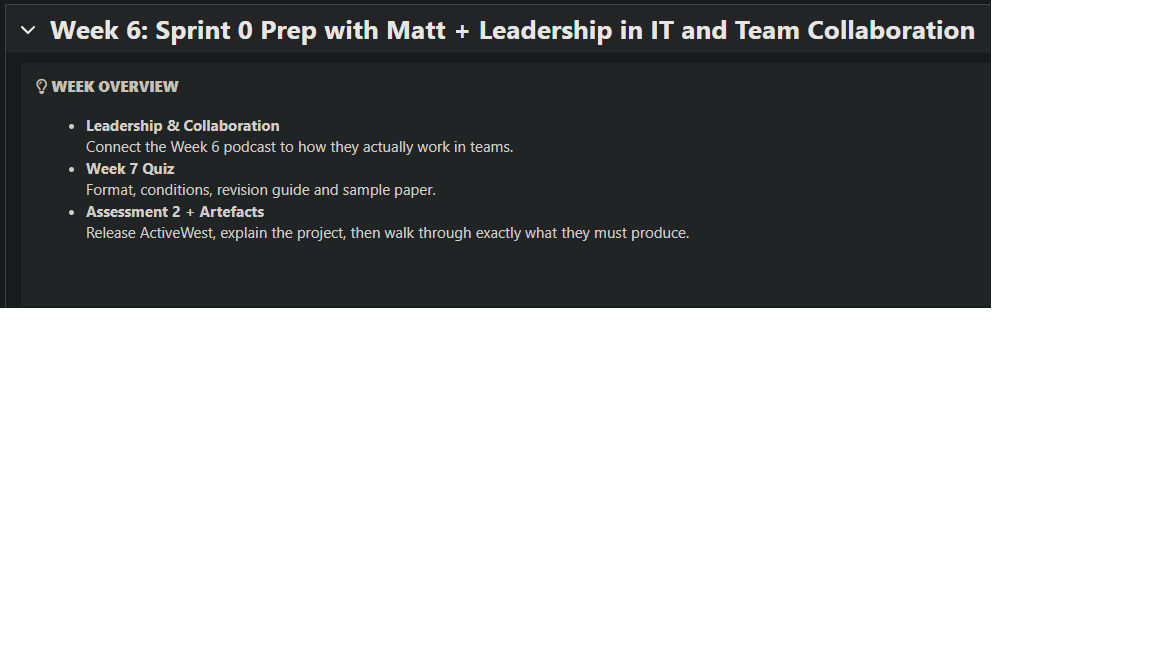 Week 6: Sprint 0 Prep with Matt + Leadership in IT and Team Collaboration
WEEK OVERVIEW
Leadership & Collaboration
Connect the Week 6 podcast to how they actually work in teams.
Week 7 Quiz
Format, conditions, revision guide and sample paper.
Assessment 2 + Artefacts
Release ActiveWest, explain the project, then walk through exactly what they must produce.